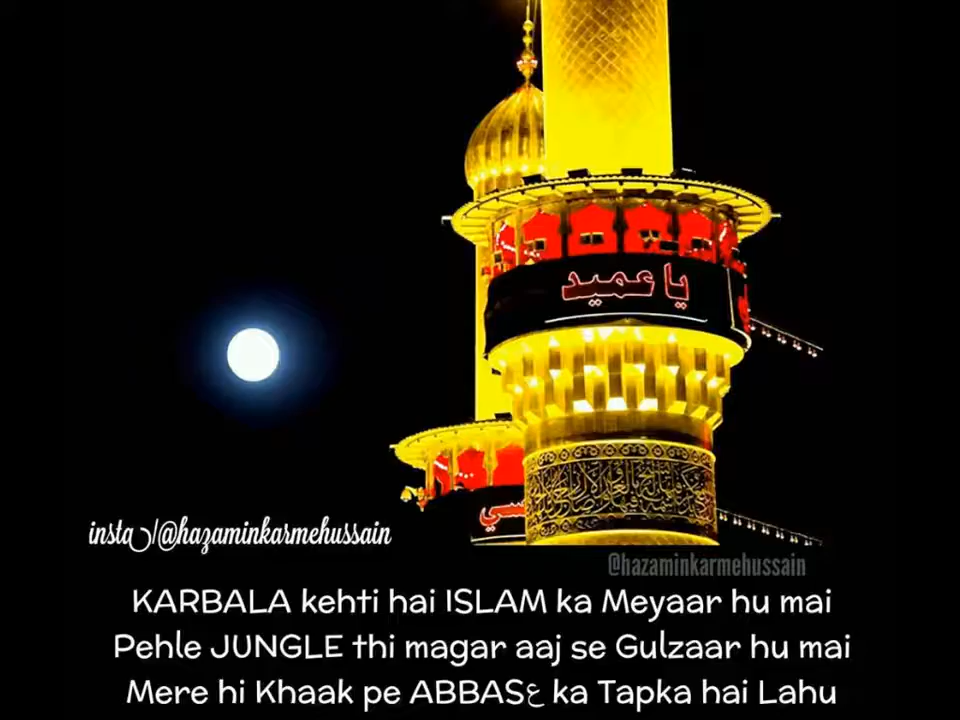 يا عميد
سي
insta @hazaminkarmehussain
@hazaminkarmehussain
KARBALA kehti hai ISLAM ka Meyaar hu mai
Pehle JUNGLE thi magar aaj se Gulzaar hu mai
Mere hi Khaak pe ABBASع ka Tapka hai Lahu